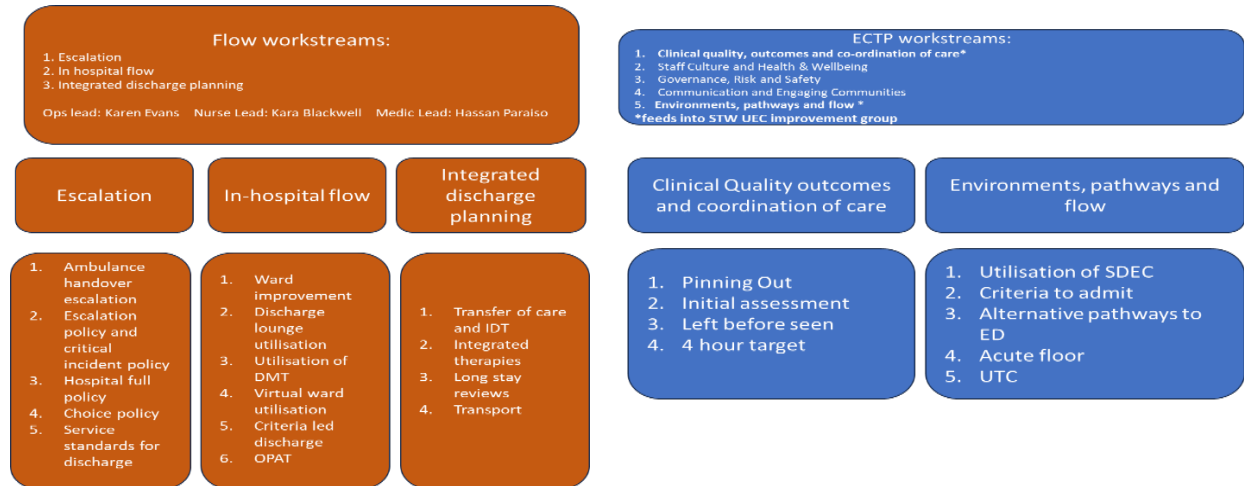 Flow workstreams:
1. Escalation
2. In hospital flow
3. Integrated discharge planning
Ops lead: Karen Evans Nurse Lead: Kara Blackwell Medic Lead: Hassan Paraiso
Escalation
In-hospital flow
Integrated
discharge
planning
1. Ambulance
handover
escalation
2. Escalation
policy and
critical
incident policy
3. Hospital full
policy
4. Choice policy
5. Service
standards for
discharge
1. Ward
improvement
2. Discharge
lounge
utilisation
3. Utilisation of
DMT
4. Virtual ward
utilisation
5. Criteria led
discharge
6. OPAT
1. Transfer of care
and IDT
2. Integrated
therapies
3. Long stay
reviews
4. Transport
ECTP workstreams:
1. Clinical quality, outcomes and co-ordination of care*
2. Staff Culture and Health & Wellbeing
3. Governance, Risk and Safety
4. Communication and Engaging Communities
5. Environments, pathways and flow *
*feeds into STW UEC improvement group
Clinical Quality outcomes
and coordination of care
Environments, pathways and
flow
1. Pinning Out
2. Initial assessment
3. Left before seen
4. 4 hour target
1. Utilisation of SDEC
2. Criteria to admit
3. Alternative pathways to
ED
4. Acute floor
5. UTC